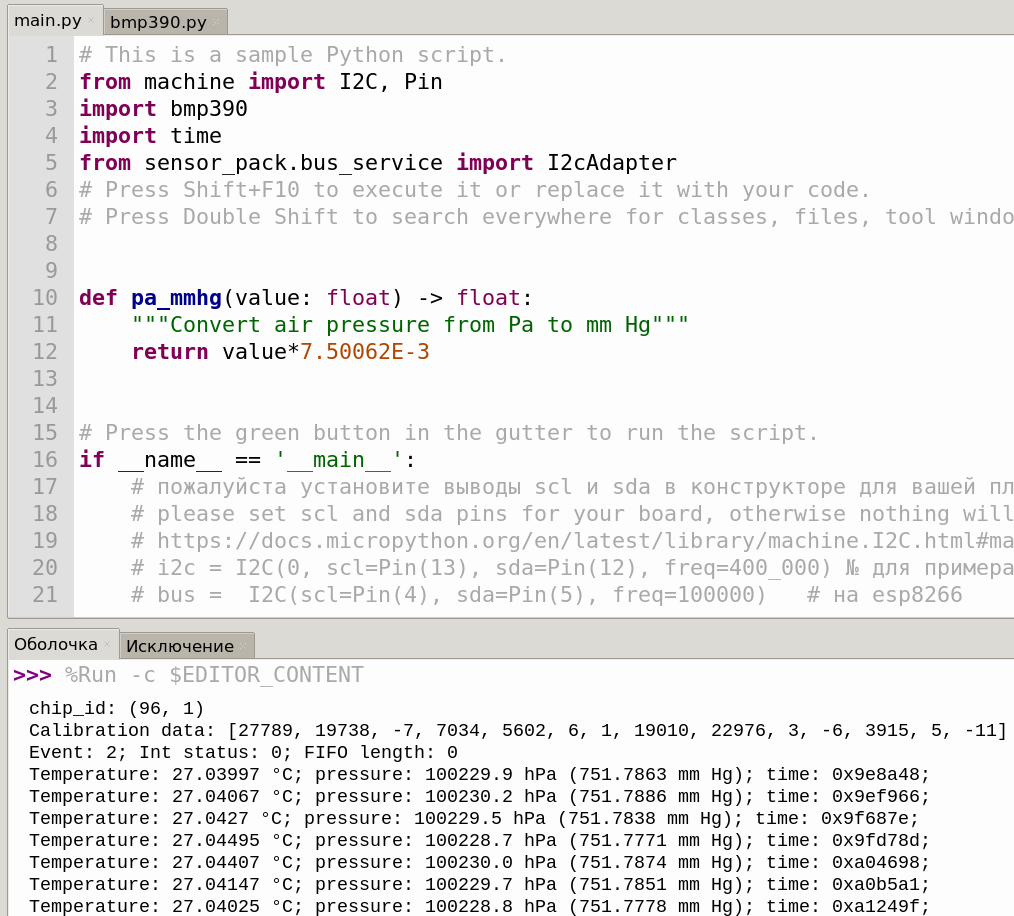 main.py
bmp390.py
1 # This is a sample Python script.
2 from machine import I2C, Pin
3 import bmp390
4 import time
5 from sensor_pack.bus_service import I2cAdapter
6 # Press Shift+F10 to execute it or replace it with your code.
7 # Press Double Shift to search everywhere for classes, files, tool windo
8
9
10 def pa_mmhg(value: float) -> float:
11     """Convert air pressure from Pa to mm Hg"""
12     return value*7.50062E-3
13
14
15 # Press the green button in the gutter to run the script.
16 if __name__ == '__main__':
17     # пожалуйста установите выводы scl и sda в конструкторе для вашей пл
18     # please set scl and sda pins for your board, otherwise nothing will
19     # https://docs.micropython.org/en/latest/library/machine.I2C.html#ma
20     # i2c = I2C(0, scl=Pin(13), sda=Pin(12), freq=400_000) № для примера
21     # bus =  I2C(scl=Pin(4), sda=Pin(5), freq=100000)   # на esp8266
Оболочка
Исключение
>>> %Run -c $EDITOR_CONTENT
chip_id: (96, 1)
Calibration data: [27789, 19738, -7, 7034, 5602, 6, 1, 19010, 22976, 3, -6, 3915, 5, -11]
Event: 2; Int status: 0; FIFO length: 0
Temperature: 27.03997 °C; pressure: 100229.9 hPa (751.7863 mm Hg); time: 0x9e8a48;
Temperature: 27.04067 °C; pressure: 100230.2 hPa (751.7886 mm Hg); time: 0x9ef966;
Temperature: 27.0427 °C; pressure: 100229.5 hPa (751.7838 mm Hg); time: 0x9f687e;
Temperature: 27.04495 °C; pressure: 100228.7 hPa (751.7771 mm Hg); time: 0x9fd78d;
Temperature: 27.04407 °C; pressure: 100230.0 hPa (751.7874 mm Hg); time: 0xa04698;
Temperature: 27.04147 °C; pressure: 100229.7 hPa (751.7851 mm Hg); time: 0xa0b5a1;
Temperature: 27.04025 °C; pressure: 100228.8 hPa (751.7778 mm Hg); time: 0xa1249f;